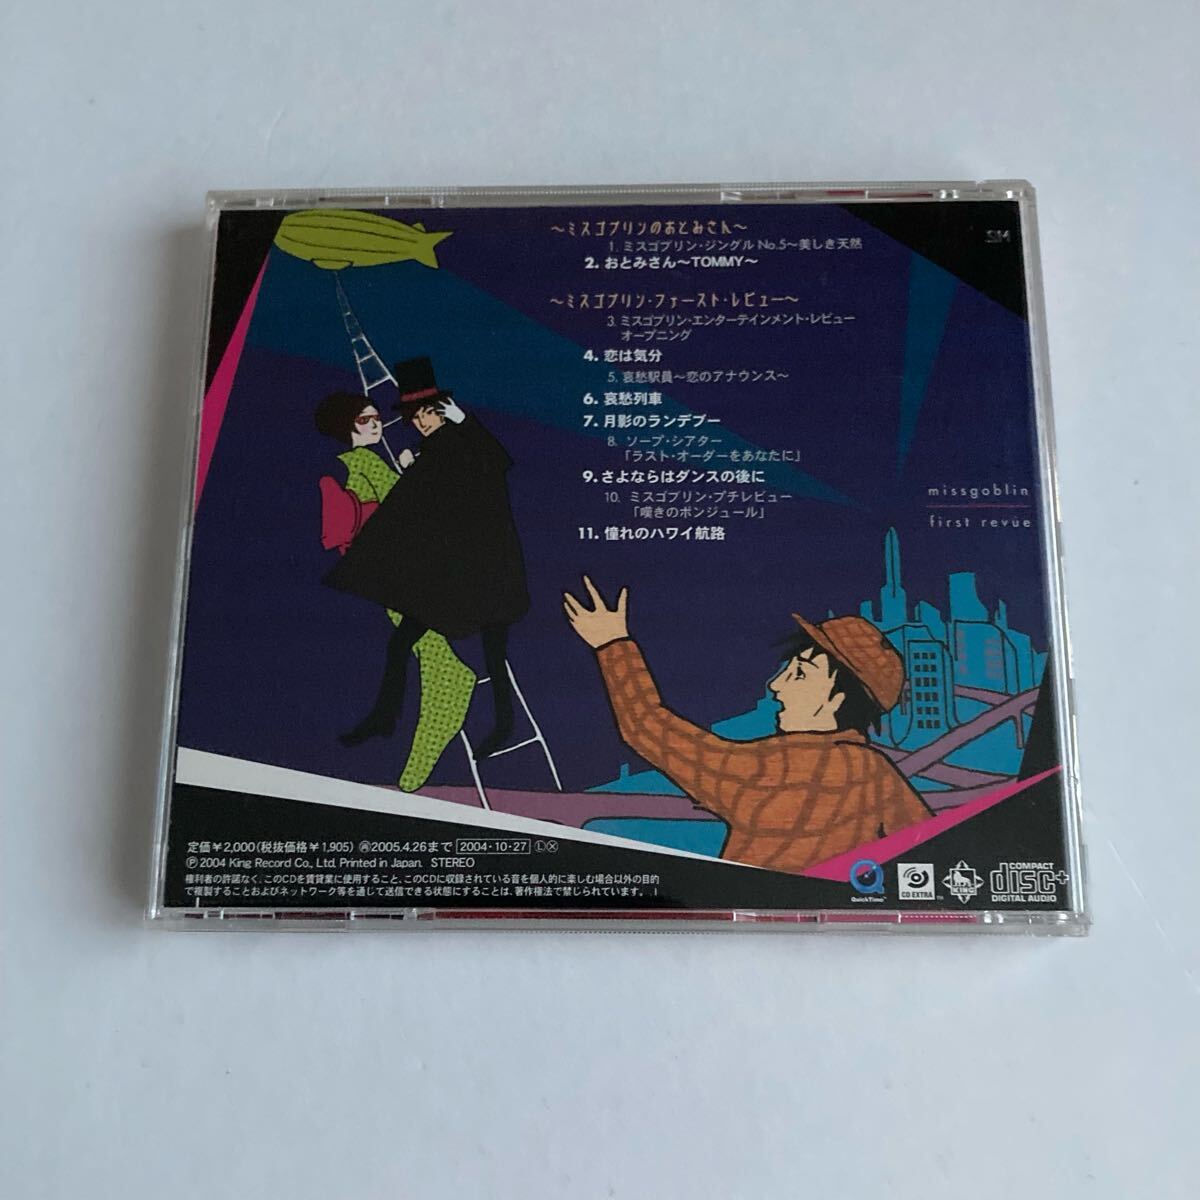 ～ミスゴブリンのおとみさん～
1. ミスゴブリン・ジングル No.5～美しき天然
2. おとみさん～TOMMY～
～ミスゴブリン・ファースト・レビュー～
3. ミスゴブリン・エンターテインメント・レビュー
オープニング
4. 恋は気分
5. 哀愁駅員～恋のアナウンス～
6. 哀愁列車
7. 月影のランデブー
8. ソープ・シアター
「ラスト・オーダーをあなたに」
9. さよならはダンスの後に
10. ミスゴブリン・プチレビュー
「嘆きのボンジュール」
11. 憧れのハワイ航路
missgoblin
first revue
定価￥2,000(税抜価格￥1,905) ㊢2005.4.26まで 2004・10・27 Ⓛⓧ
Ⓟ2004 King Record Co., Ltd. Printed in Japan. STEREO
権利者の許諾なく、このCDを賃貸業に使用すること、このCDに収録されている音を個人的に楽しむ場合以外の目的
で複製することおよびネットワーク等を通じて送信できる状態にすることは、著作権法で禁じられています。 I
QuickTime™
CD EXTRA ™
KING
COMPACT
disc+
DIGITAL AUDIO